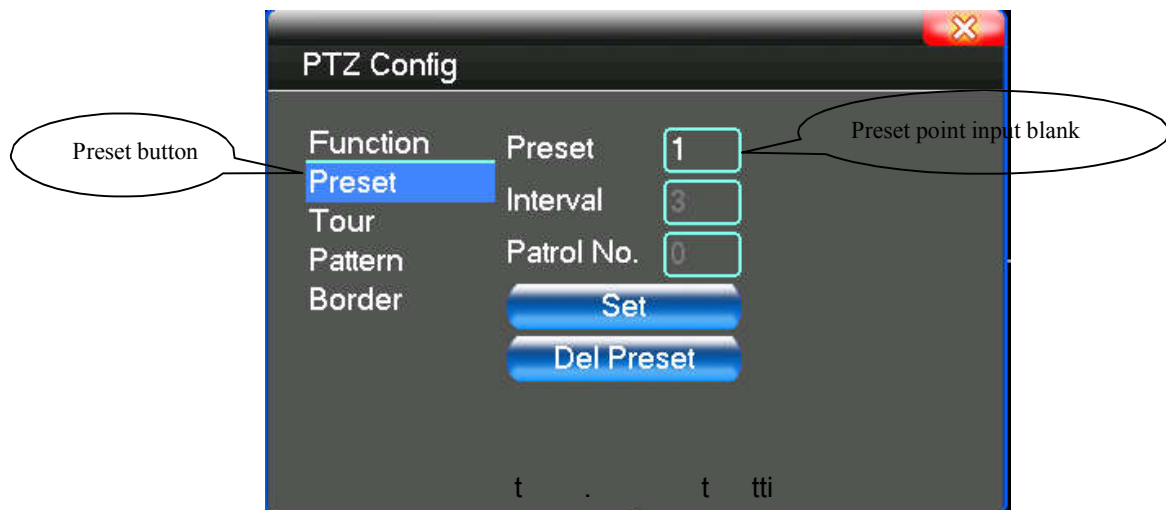 PTZ Config
Preset button
Function
Preset
Tour
Pattern
Border
Preset 1
Interval 3
Patrol No. 0
Set
Del Preset
Preset point input blank
t . t tti